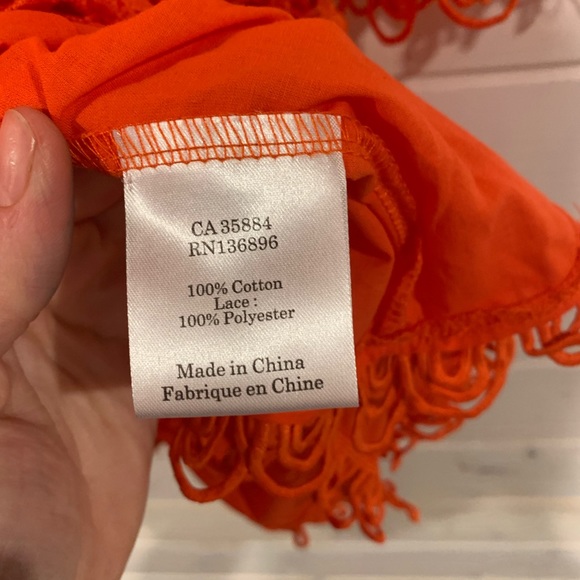 CA 35884
RN136896
100% Cotton
Lace :
100% Polyester
Made in China
Fabrique en Chine